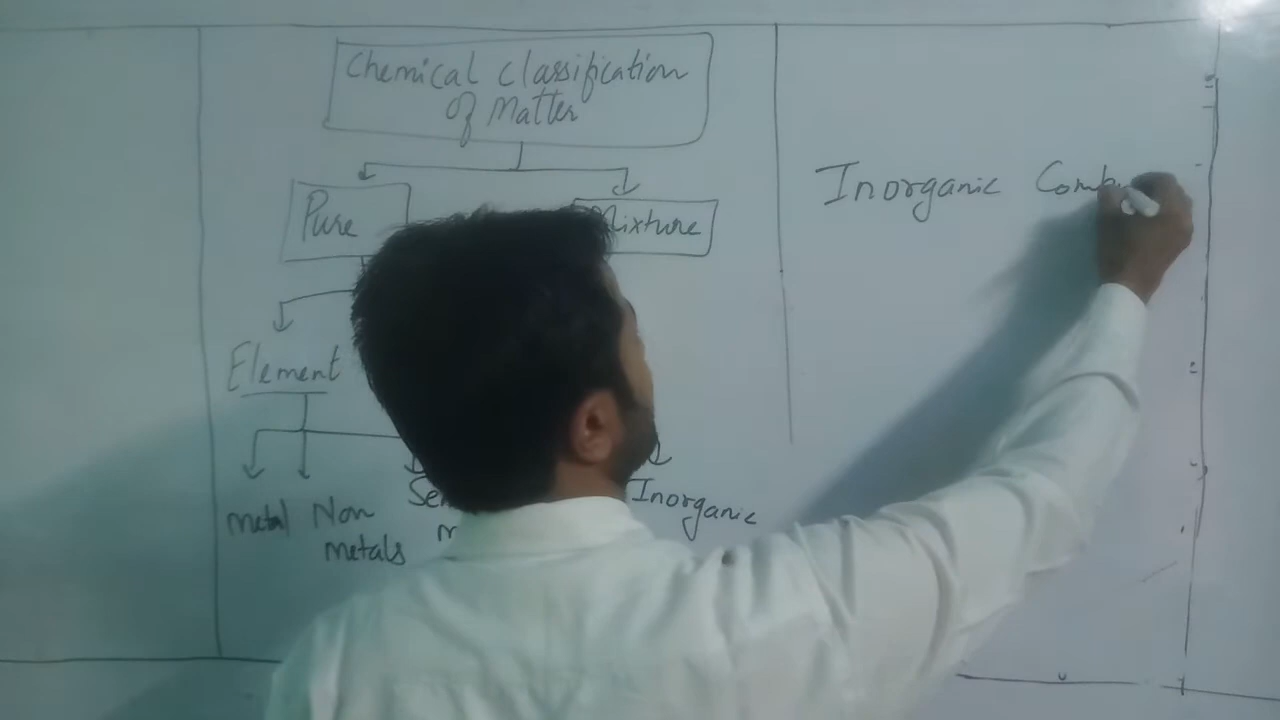 Chemical classification
of Matter
Pure
Mixture
Element
metal
Non
metals
Inorganic
Inorganic